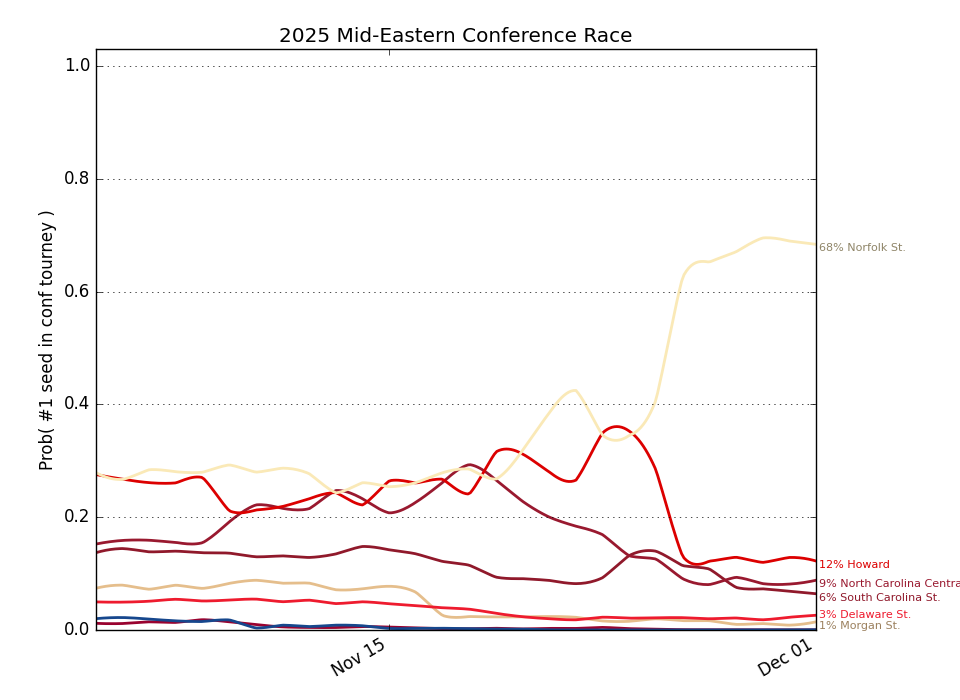 2025 Mid-Eastern Conference Race
Prob( #1 seed in conf tourney )
1.0
0.8
0.6
0.4
0.2
0.0
68% Norfolk St.
12% Howard
9% North Carolina Centra
6% South Carolina St.
3% Delaware St.
1% Morgan St.
Nov 15
Dec 01